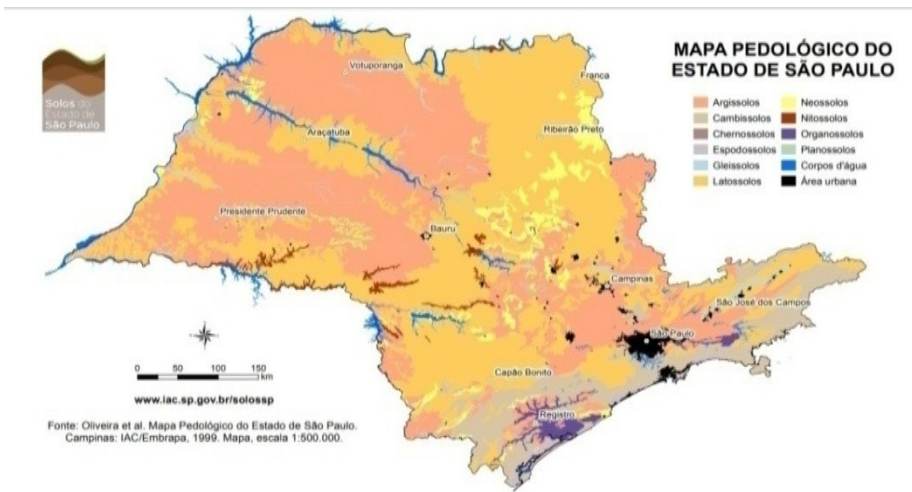 Solos do
Estado de
São Paulo
MAPA PEDOLÓGICO DO
ESTADO DE SÃO PAULO
Argissolos
Cambissolos
Chernossolos
Espodossolos
Gleissolos
Latossolos
Neossolos
Nitossolos
Organossolos
Planossolos
Corpos d'água
Área urbana
Votuporanga
Franca
Araçatuba
Ribeirão Preto
Presidente Prudente
Bauru
Campinas
São José dos Campos
São Paulo
Capão Bonito
Registro
0 50 100 150
km
www.iac.sp.gov.br/solossp
Fonte: Oliveira et al. Mapa Pedológico do Estado de São Paulo.
Campinas: IAC/Embrapa, 1999. Mapa, escala 1:500.000.